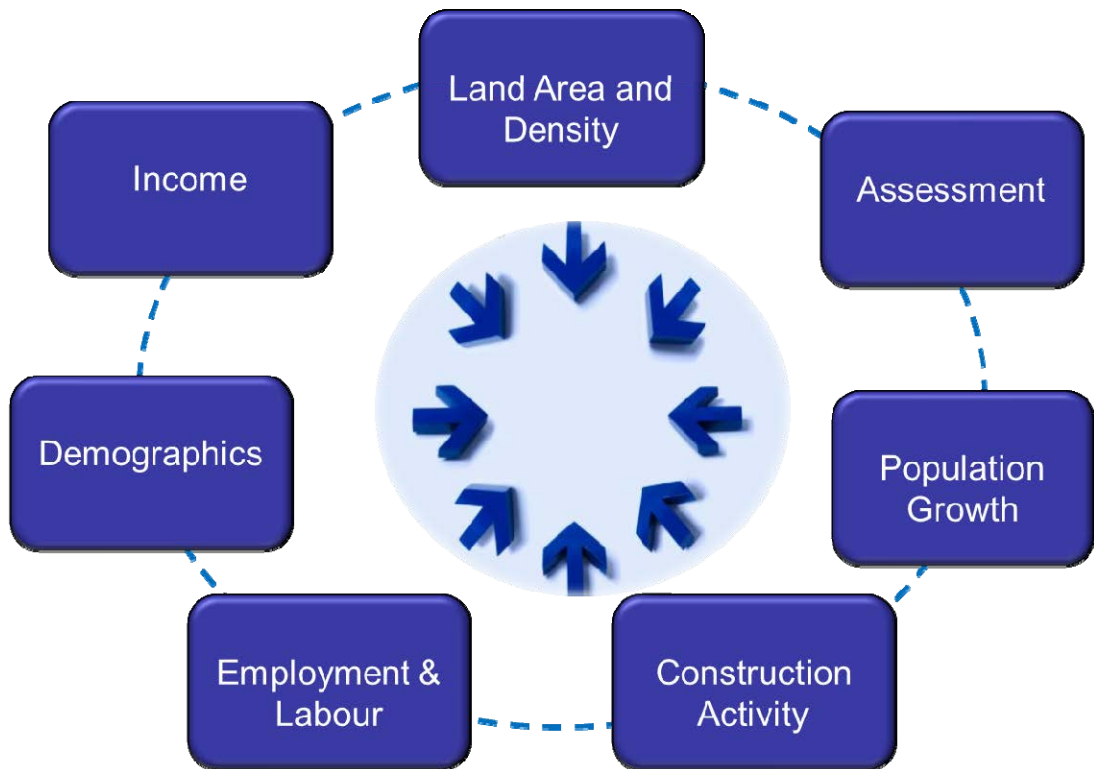 Land Area and
Density
Income
Assessment
Demographics
Population
Growth
Employment &
Labour
Construction
Activity